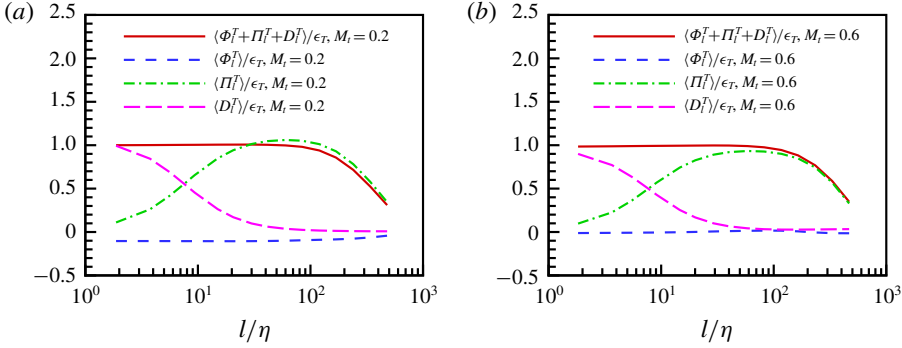 (a)
2.5
2.0
1.5
1.0
0.5
0
−0.5
⟨Φ_l^T + Π_l^T + D_l^T⟩/ϵ_T, M_t = 0.2
⟨Φ_l^T⟩/ϵ_T, M_t = 0.2
⟨Π_l^T⟩/ϵ_T, M_t = 0.2
⟨D_l^T⟩/ϵ_T, M_t = 0.2
10^0 10^1 10^2 10^3
l/η
(b)
2.5
2.0
1.5
1.0
0.5
0
−0.5
⟨Φ_l^T + Π_l^T + D_l^T⟩/ϵ_T, M_t = 0.6
⟨Φ_l^T⟩/ϵ_T, M_t = 0.6
⟨Π_l^T⟩/ϵ_T, M_t = 0.6
⟨D_l^T⟩/ϵ_T, M_t = 0.6
10^0 10^1 10^2 10^3
l/η